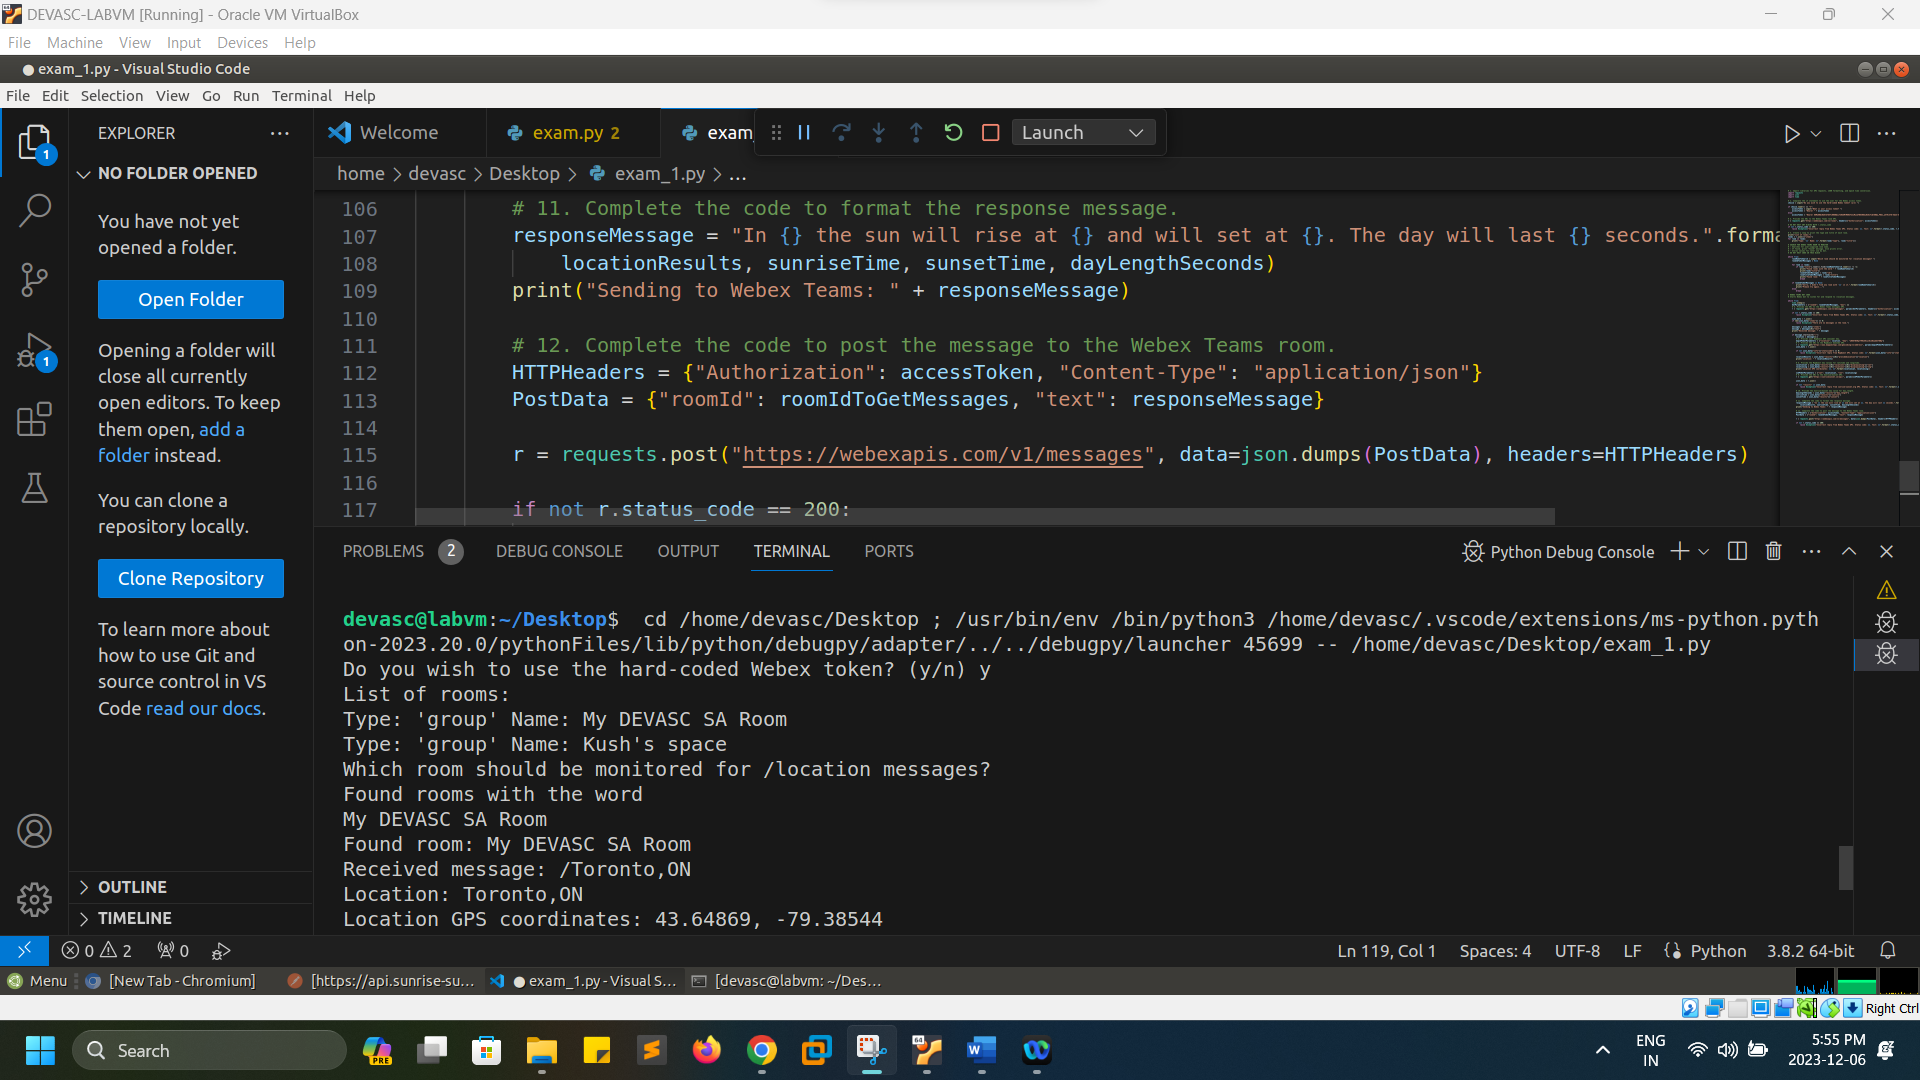 DEVASC-LABVM [Running] - Oracle VM VirtualBox
File Machine View Input Devices Help
● exam_1.py - Visual Studio Code
File Edit Selection View Go Run Terminal Help
EXPLORER
Welcome
exam.py 2
exam_
Launch
NO FOLDER OPENED
home > devasc > Desktop > exam_1.py > ...
You have not yet
opened a folder.
Open Folder
Opening a folder will
close all currently
open editors. To keep
them open, add a
folder instead.
You can clone a
repository locally.
Clone Repository
To learn more about
how to use Git and
source control in VS
Code read our docs.
OUTLINE
TIMELINE
106 # 11. Complete the code to format the response message.
107 responseMessage = "In {} the sun will rise at {} and will set at {}. The day will last {} seconds.".forma
108 locationResults, sunriseTime, sunsetTime, dayLengthSeconds)
109 print("Sending to Webex Teams: " + responseMessage)
110
111 # 12. Complete the code to post the message to the Webex Teams room.
112 HTTPHeaders = {"Authorization": accessToken, "Content-Type": "application/json"}
113 PostData = {"roomId": roomIdToGetMessages, "text": responseMessage}
114
115 r = requests.post("https://webexapis.com/v1/messages", data=json.dumps(PostData), headers=HTTPHeaders)
116
117 if not r.status_code == 200:
PROBLEMS 2 DEBUG CONSOLE OUTPUT TERMINAL PORTS
Python Debug Console
devasc@labvm:~/Desktop$ cd /home/devasc/Desktop ; /usr/bin/env /bin/python3 /home/devasc/.vscode/extensions/ms-python.pyth
on-2023.20.0/pythonFiles/lib/python/debugpy/adapter/../../debugpy/launcher 45699 -- /home/devasc/Desktop/exam_1.py
Do you wish to use the hard-coded Webex token? (y/n) y
List of rooms:
Type: 'group' Name: My DEVASC SA Room
Type: 'group' Name: Kush's space
Which room should be monitored for /location messages?
Found rooms with the word
My DEVASC SA Room
Found room: My DEVASC SA Room
Received message: /Toronto,ON
Location: Toronto,ON
Location GPS coordinates: 43.64869, -79.38544
1
1
0 2 0
Ln 119, Col 1 Spaces: 4 UTF-8 LF Python 3.8.2 64-bit
Menu [New Tab - Chromium] [https://api.sunrise-su... ● exam_1.py - Visual S... [devasc@labvm: ~/Des...
Right Ctrl
Search
PRE
64
ENG
IN
5:55 PM
2023-12-06